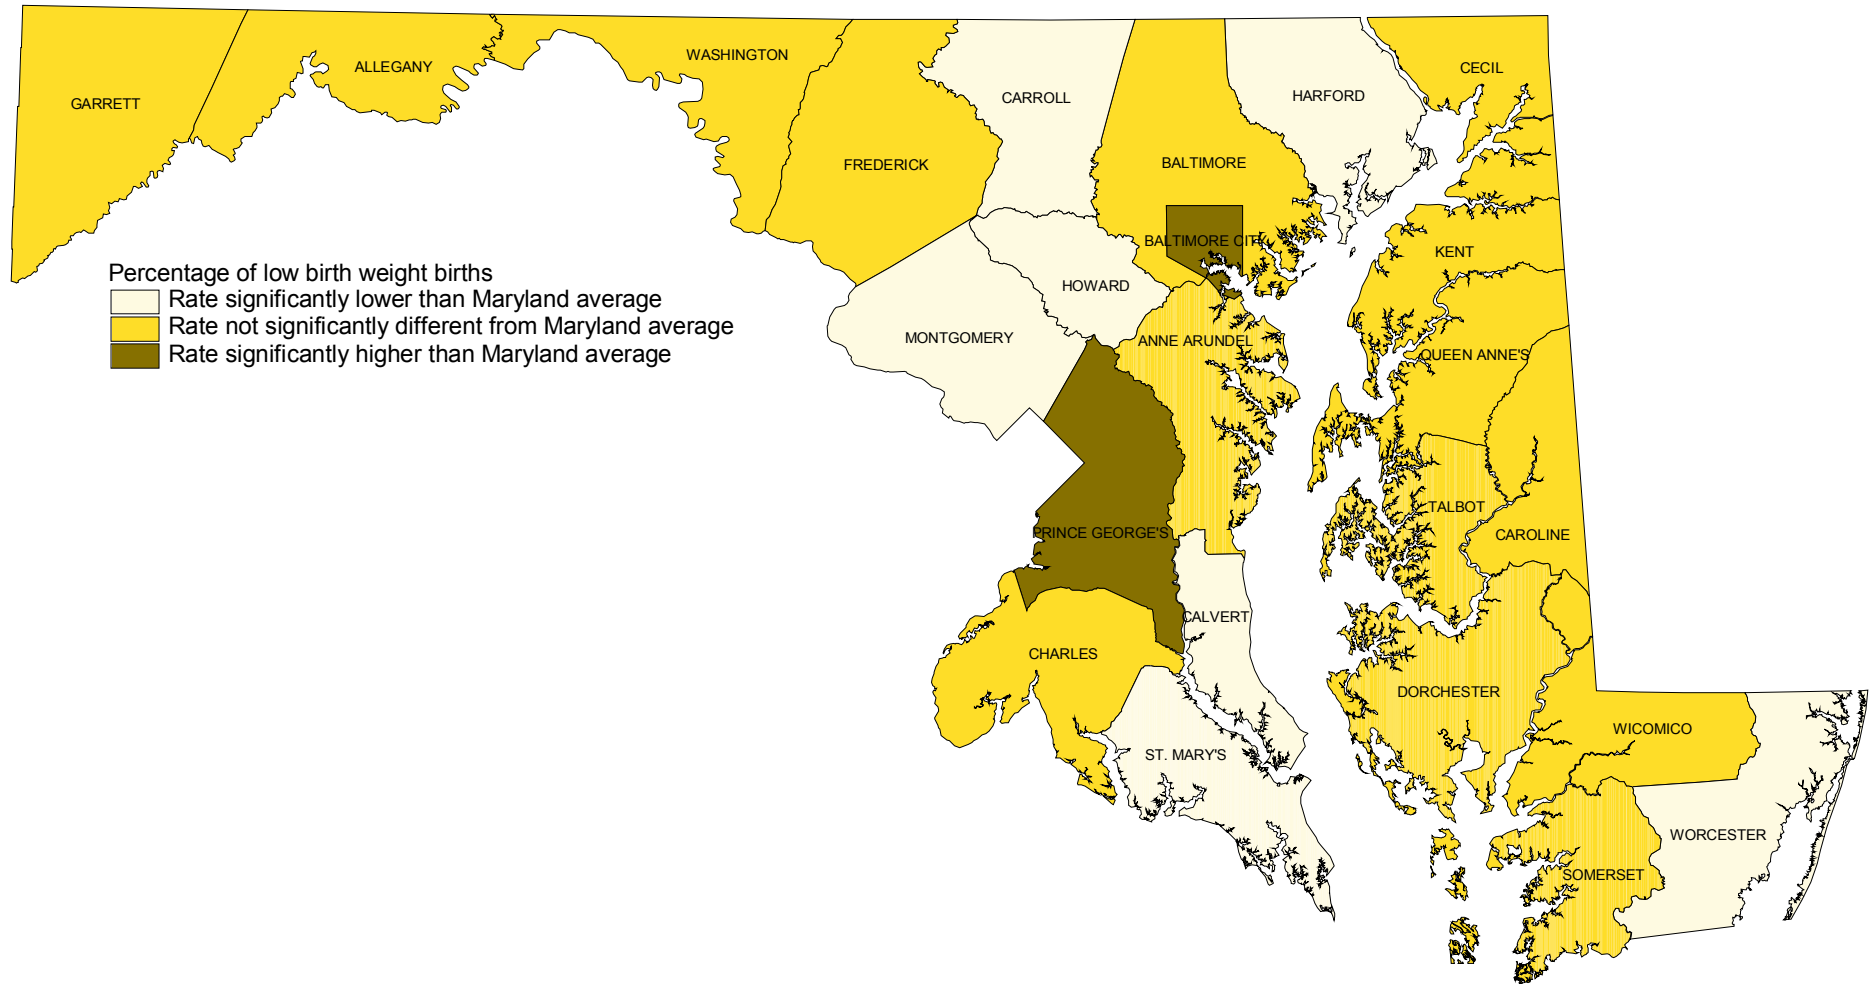 GARRETT
ALLEGANY
WASHINGTON
FREDERICK
CARROLL
BALTIMORE
HARFORD
CECIL
BALTIMORE CITY
KENT
HOWARD
MONTGOMERY
ANNE ARUNDEL
QUEEN ANNE'S
Percentage of low birth weight births
Rate significantly lower than Maryland average
Rate not significantly different from Maryland average
Rate significantly higher than Maryland average
TALBOT
PRINCE GEORGE'S
CAROLINE
CALVERT
CHARLES
DORCHESTER
WICOMICO
ST. MARY'S
WORCESTER
SOMERSET